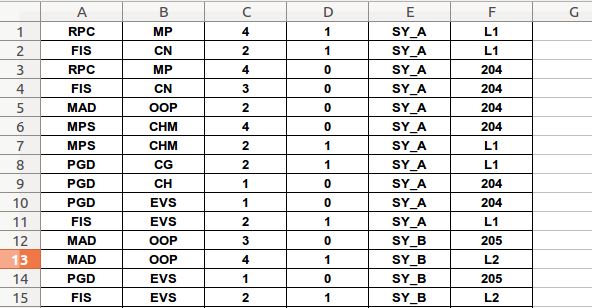 A B C D E F G
1 RPC MP 4 1 SY_A L1
2 FIS CN 2 1 SY_A L1
3 RPC MP 4 0 SY_A 204
4 FIS CN 3 0 SY_A 204
5 MAD OOP 2 0 SY_A 204
6 MPS CHM 4 0 SY_A 204
7 MPS CHM 2 1 SY_A L1
8 PGD CG 2 1 SY_A L1
9 PGD CH 1 0 SY_A 204
10 PGD EVS 1 0 SY_A 204
11 FIS EVS 2 1 SY_A L1
12 MAD OOP 3 0 SY_B 205
13 MAD OOP 4 1 SY_B L2
14 PGD EVS 1 0 SY_B 205
15 FIS EVS 2 1 SY_B L2